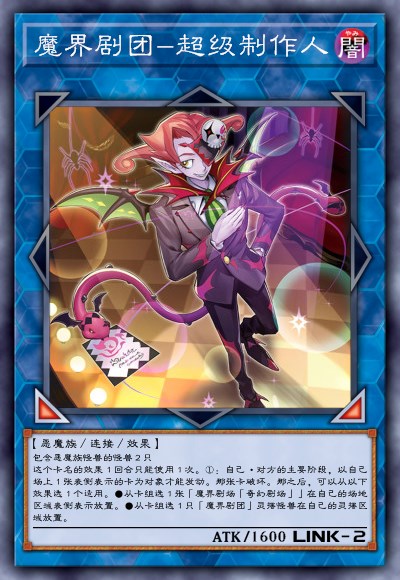 魔界剧团-超级制作人
やみ
闇
【恶魔族/连接/效果】
包含恶魔族怪兽的怪兽2只
这个卡名的效果1回合只能使用1次。①：自己·对方的主要阶段，以自己
场上1张表侧表示的卡为对象才能发动。那张卡破坏。那之后，可以从以下
效果选1个适用。●从卡组选1张「魔界剧场「奇幻剧场」」在自己的场地
区域表侧表示放置。●从卡组选1只「魔界剧团」灵摆怪兽在自己的灵摆区
域放置。
ATK/1600 LINK-2